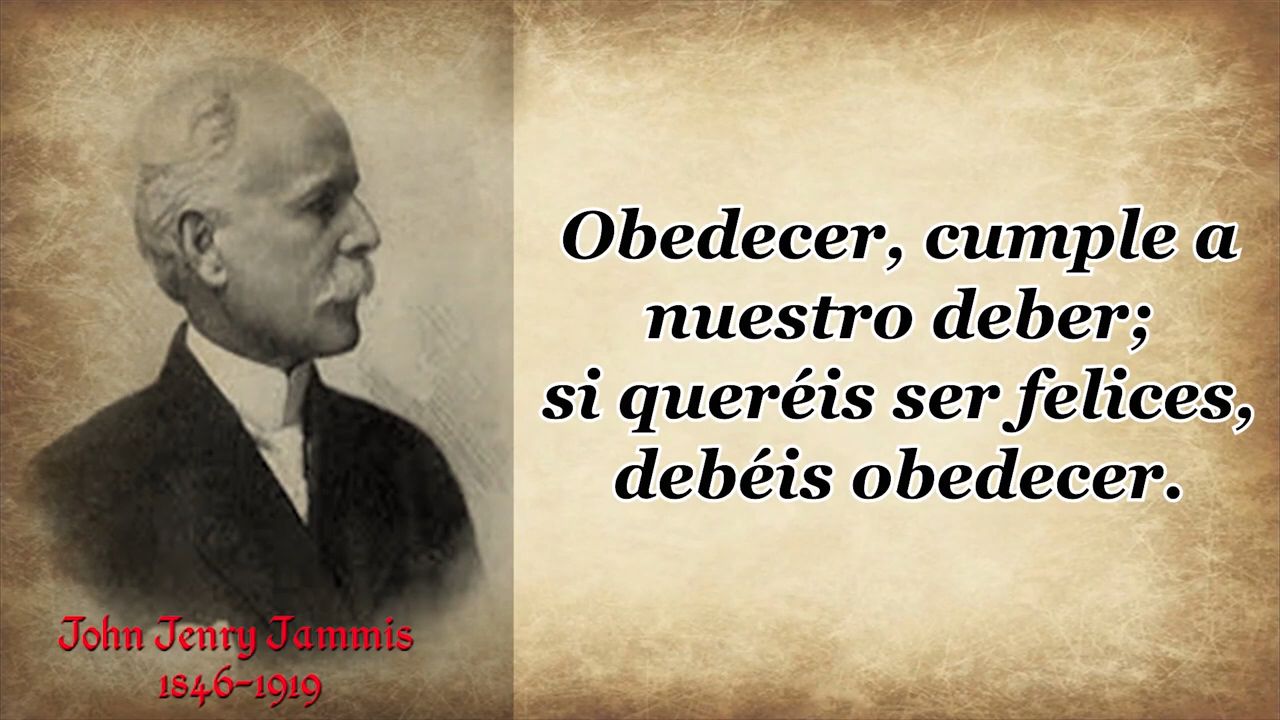 Obedecer, cumple a
nuestro deber;
si queréis ser felices,
debéis obedecer.
John Jenry Jammis
1846-1919